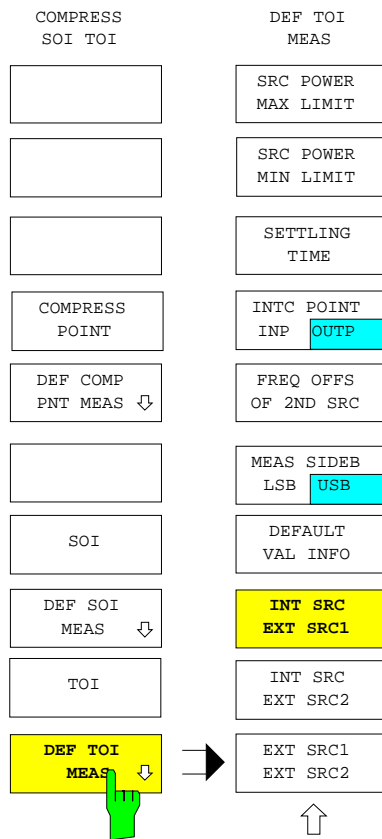 COMPRESS
SOI TOI
COMPRESS
POINT
DEF COMP
PNT MEAS
SOI
DEF SOI
MEAS
TOI
DEF TOI
MEAS
DEF TOI
MEAS
SRC POWER
MAX LIMIT
SRC POWER
MIN LIMIT
SETTLING
TIME
INTC POINT
INP OUTP
FREQ OFFS
OF 2ND SRC
MEAS SIDEB
LSB USB
DEFAULT
VAL INFO
INT SRC
EXT SRC1
INT SRC
EXT SRC2
EXT SRC1
EXT SRC2